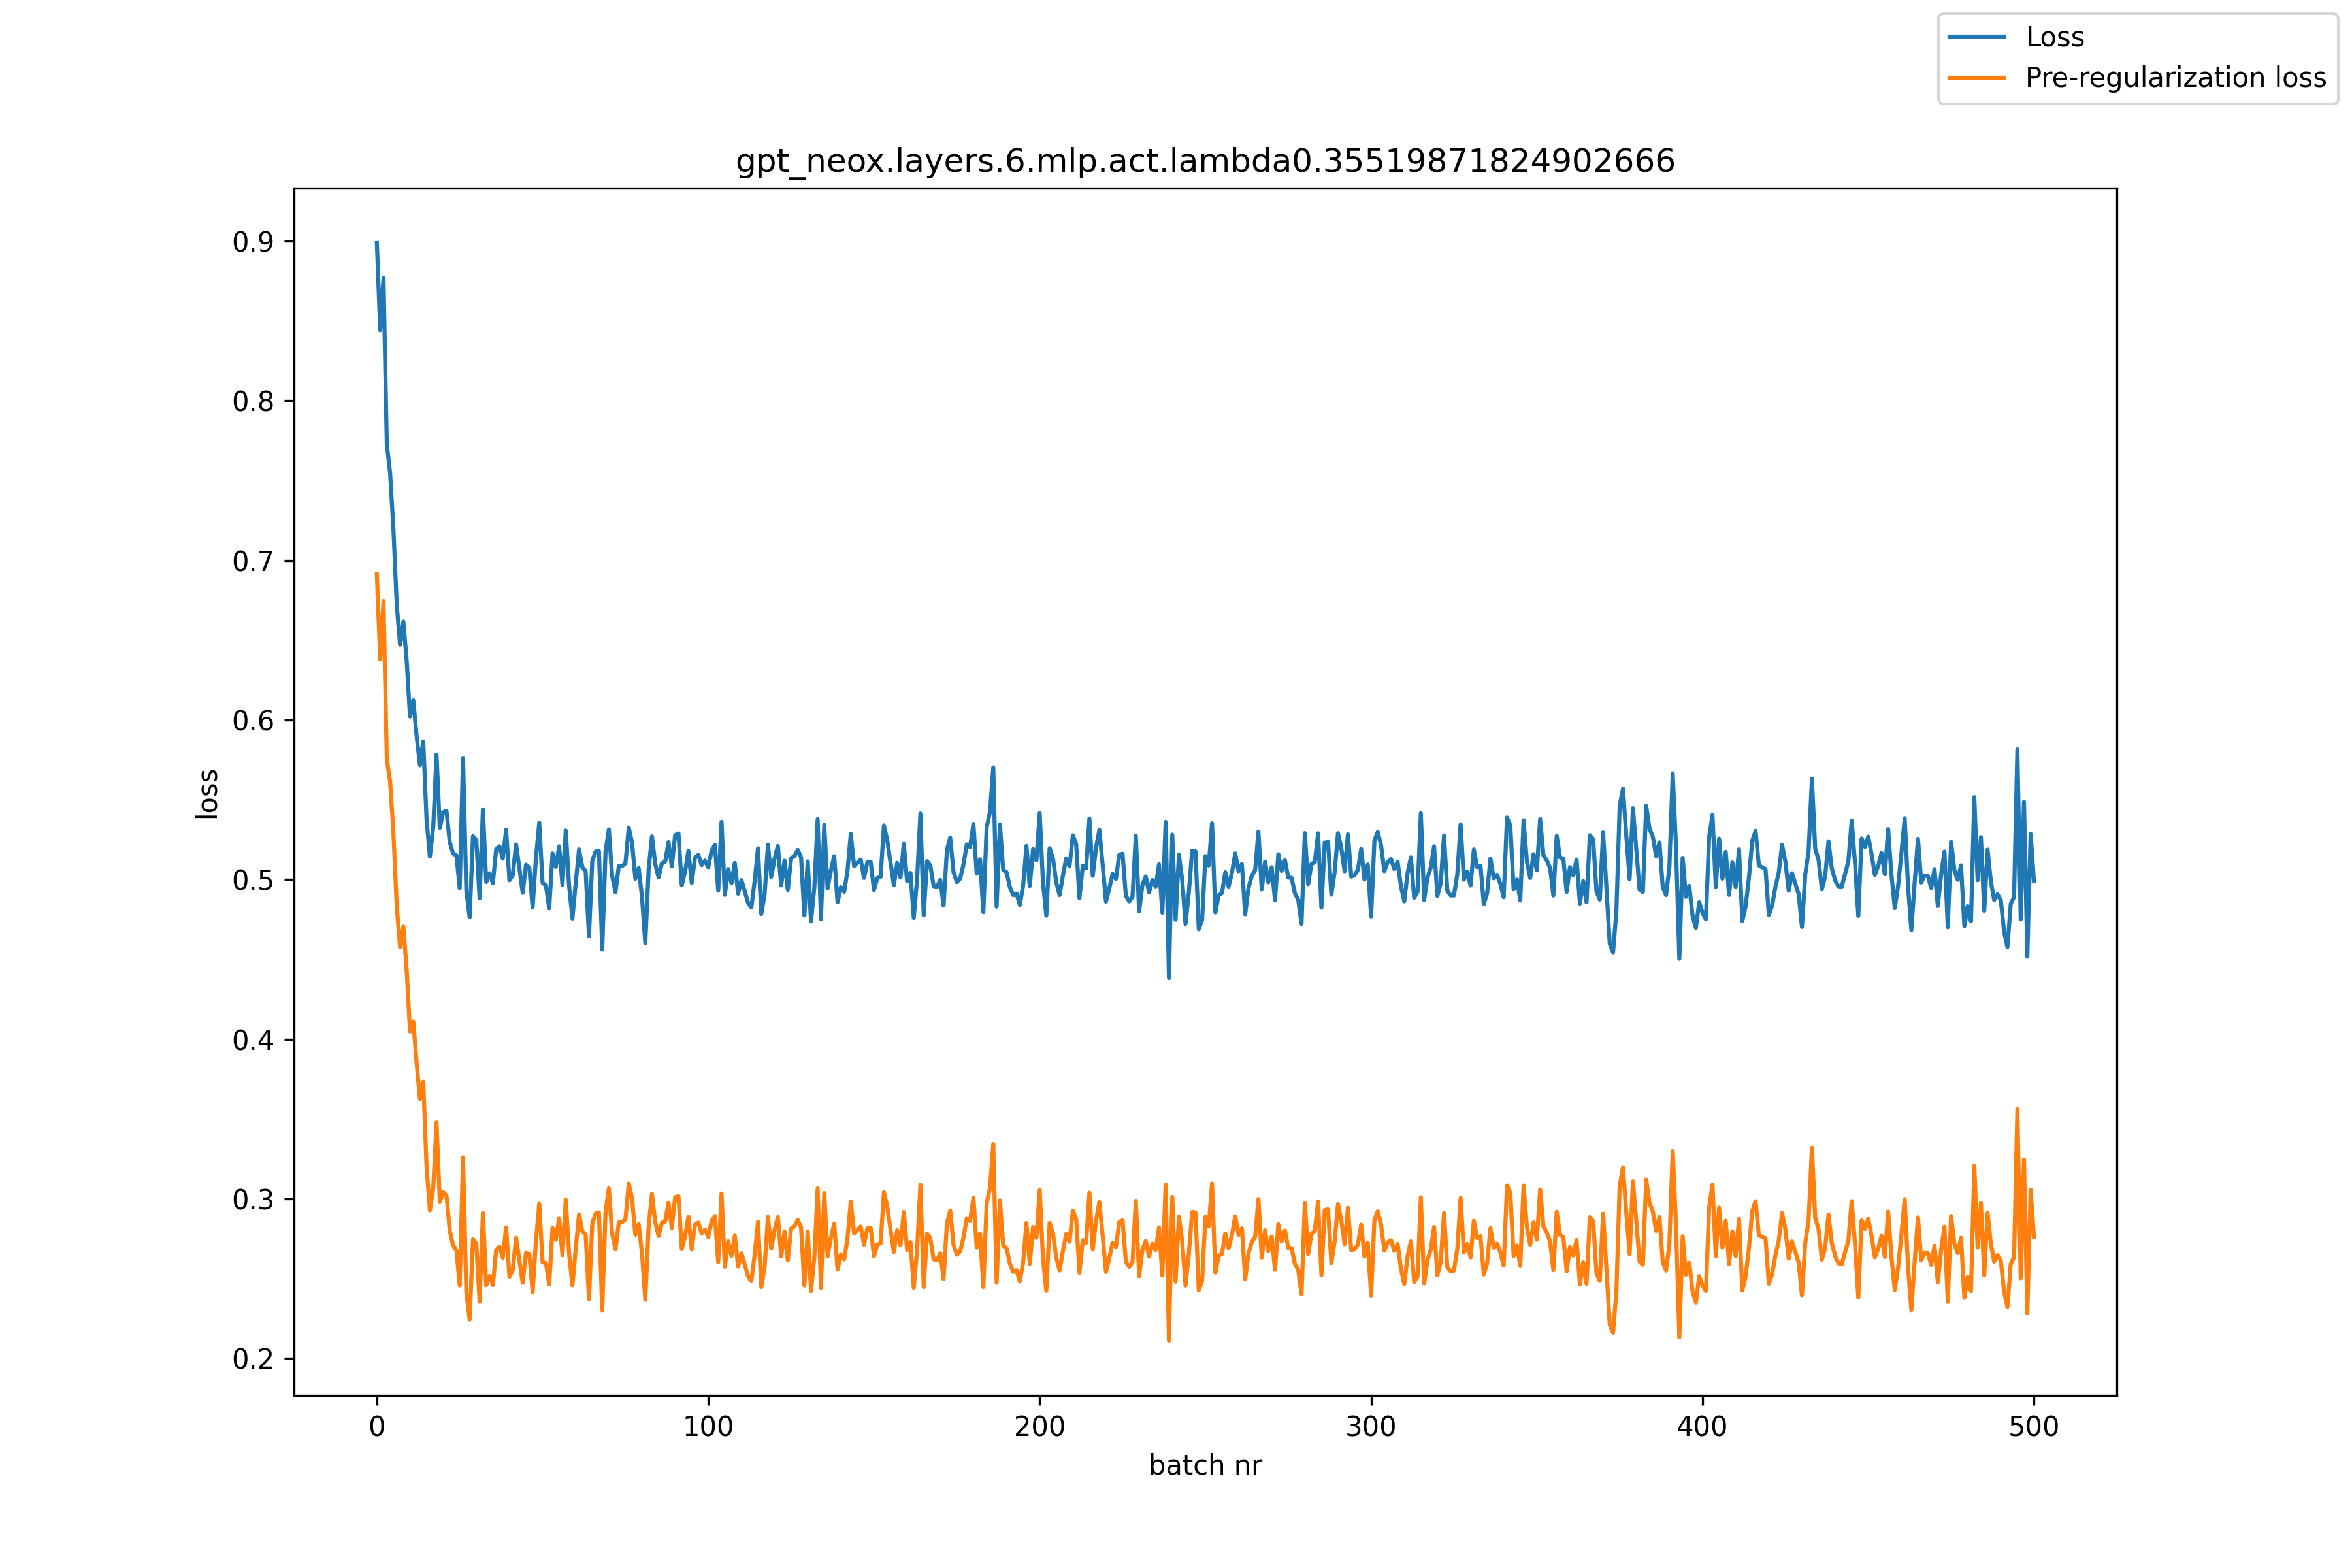 Loss
Pre-regularization loss
gpt_neox.layers.6.mlp.act.lambda0.35519871824902666
0.9
0.8
0.7
0.6
0.5
0.4
0.3
0.2
loss
0 100 200 300 400 500
batch nr